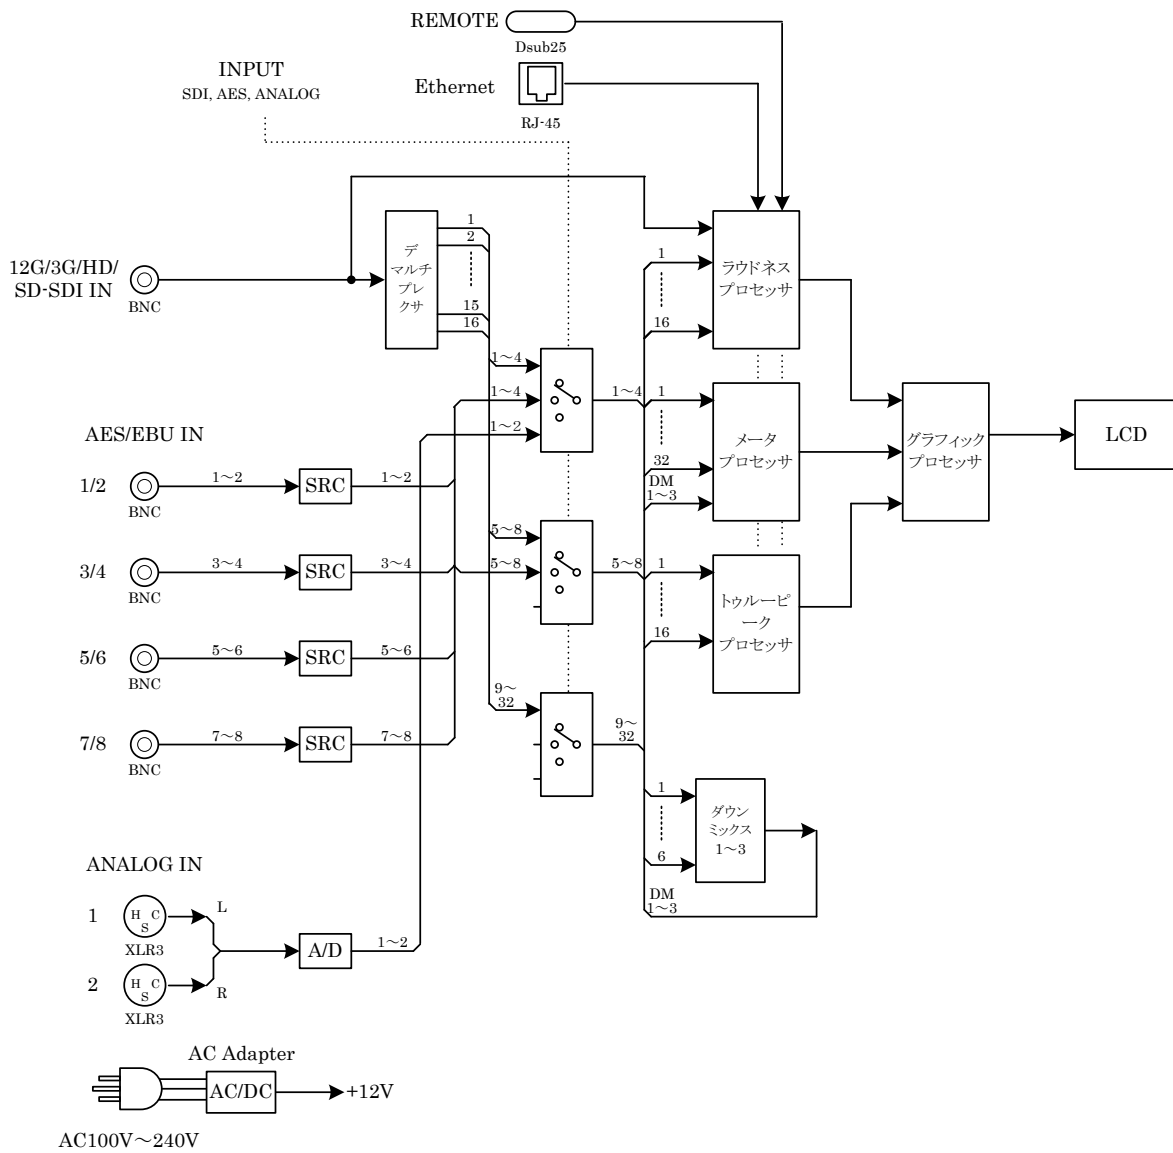 REMOTE
Dsub25
INPUT
SDI, AES, ANALOG
Ethernet
RJ-45
12G/3G/HD/
SD-SDI IN
BNC
デ
マルチ
プレ
クサ
1
2
15
16
1～4
1～4
1～2
1～4
1
16
ラウドネス
プロセッサ
1
32
DM
1～3
メータ
プロセッサ
グラフィック
プロセッサ
LCD
AES/EBU IN
1/2
BNC
1～2
SRC
1～2
3/4
BNC
3～4
SRC
3～4
5～8
5～8
5～8
1
16
トゥルーピ
ーク
プロセッサ
5/6
BNC
5～6
SRC
5～6
7/8
BNC
7～8
SRC
7～8
9～
32
9～
32
1
6
ダウン
ミックス
1～3
DM
1～3
ANALOG IN
1
H C
S
XLR3
L
2
H C
S
XLR3
R
A/D
1～2
AC Adapter
AC/DC
+12V
AC100V～240V